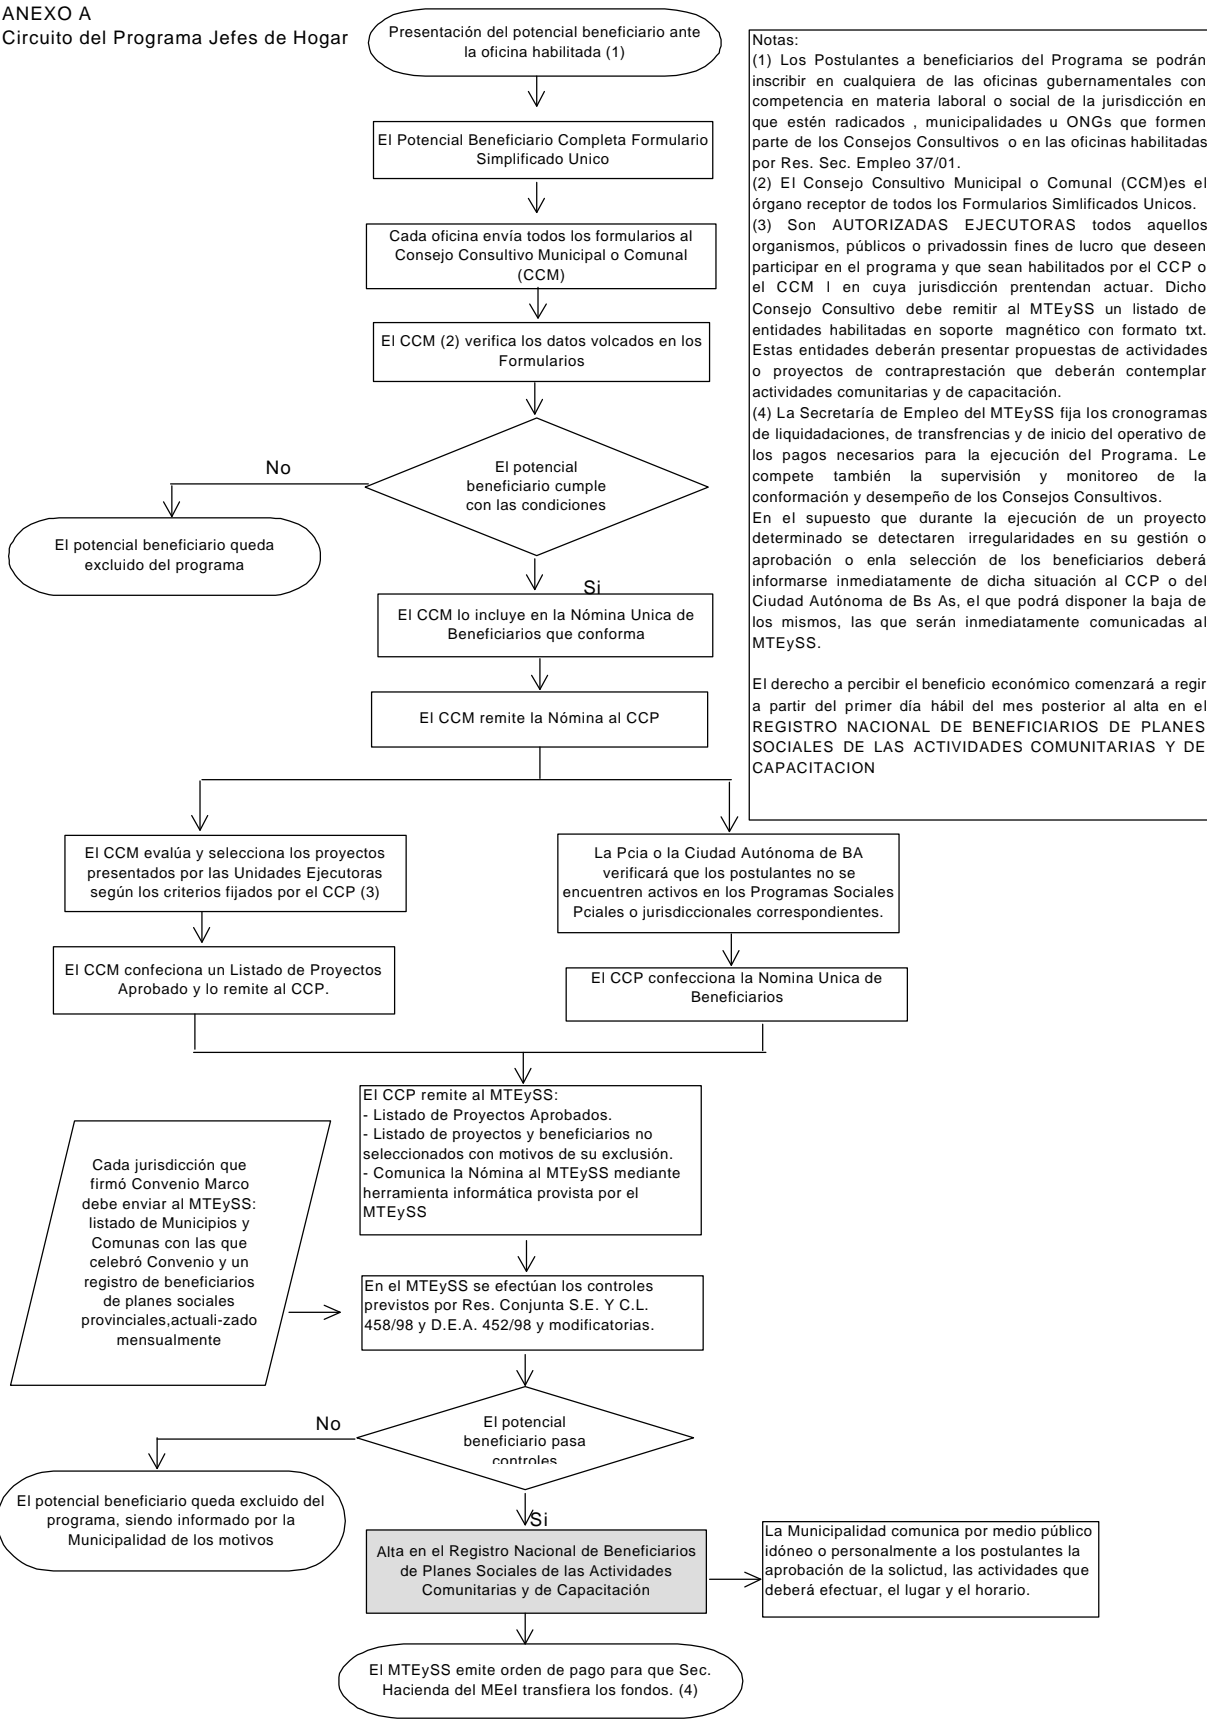 ANEXO A
Circuito del Programa Jefes de Hogar
Presentación del potencial beneficiario ante
la oficina habilitada (1)
El Potencial Beneficiario Completa Formulario
Simplificado Unico
Cada oficina envía todos los formularios al
Consejo Consultivo Municipal o Comunal
(CCM)
El CCM (2) verifica los datos volcados en los
Formularios
El potencial
beneficiario cumple
con las condiciones
No
El potencial beneficiario queda
excluido del programa
Si
El CCM lo incluye en la Nómina Unica de
Beneficiarios que conforma
El CCM remite la Nómina al CCP
Notas:
(1) Los Postulantes a beneficiarios del Programa se podrán
inscribir en cualquiera de las oficinas gubernamentales con
competencia en materia laboral o social de la jurisdicción en
que estén radicados , municipalidades u ONGs que formen
parte de los Consejos Consultivos o en las oficinas habilitadas
por Res. Sec. Empleo 37/01.
(2) El Consejo Consultivo Municipal o Comunal (CCM)es el
órgano receptor de todos los Formularios Simlificados Unicos.
(3) Son AUTORIZADAS EJECUTORAS todos aquellos
organismos, públicos o privadossin fines de lucro que deseen
participar en el programa y que sean habilitados por el CCP o
el CCM l en cuya jurisdicción prentendan actuar. Dicho
Consejo Consultivo debe remitir al MTEySS un listado de
entidades habilitadas en soporte magnético con formato txt.
Estas entidades deberán presentar propuestas de actividades
o proyectos de contraprestación que deberán contemplar
actividades comunitarias y de capacitación.
(4) La Secretaría de Empleo del MTEySS fija los cronogramas
de liquidadaciones, de transfrencias y de inicio del operativo de
los pagos necesarios para la ejecución del Programa. Le
compete también la supervisión y monitoreo de la
conformación y desempeño de los Consejos Consultivos.
En el supuesto que durante la ejecución de un proyecto
determinado se detectaren irregularidades en su gestión o
aprobación o enla selección de los beneficiarios deberá
informarse inmediatamente de dicha situación al CCP o del
Ciudad Autónoma de Bs As, el que podrá disponer la baja de
los mismos, las que serán inmediatamente comunicadas al
MTEySS.
El derecho a percibir el beneficio económico comenzará a regir
a partir del primer día hábil del mes posterior al alta en el
REGISTRO NACIONAL DE BENEFICIARIOS DE PLANES
SOCIALES DE LAS ACTIVIDADES COMUNITARIAS Y DE
CAPACITACION
El CCM evalúa y selecciona los proyectos
presentados por las Unidades Ejecutoras
según los criterios fijados por el CCP (3)
El CCM confeciona un Listado de Proyectos
Aprobado y lo remite al CCP.
La Pcia o la Ciudad Autónoma de BA
verificará que los postulantes no se
encuentren activos en los Programas Sociales
Pciales o jurisdiccionales correspondientes.
El CCP confecciona la Nomina Unica de
Beneficiarios
El CCP remite al MTEySS:
- Listado de Proyectos Aprobados.
- Listado de proyectos y beneficiarios no
seleccionados con motivos de su exclusión.
- Comunica la Nómina al MTEySS mediante
herramienta informática provista por el
MTEySS
Cada jurisdicción que
firmó Convenio Marco
debe enviar al MTEySS:
listado de Municipios y
Comunas con las que
celebró Convenio y un
registro de beneficiarios
de planes sociales
provinciales,actuali-zado
mensualmente
En el MTEySS se efectúan los controles
previstos por Res. Conjunta S.E. Y C.L.
458/98 y D.E.A. 452/98 y modificatorias.
El potencial
beneficiario pasa
controles
No
El potencial beneficiario queda excluido del
programa, siendo informado por la
Municipalidad de los motivos
Si
Alta en el Registro Nacional de Beneficiarios
de Planes Sociales de las Actividades
Comunitarias y de Capacitación
La Municipalidad comunica por medio público
idóneo o personalmente a los postulantes la
aprobación de la solictud, las actividades que
deberá efectuar, el lugar y el horario.
El MTEySS emite orden de pago para que Sec.
Hacienda del MEeI transfiera los fondos. (4)